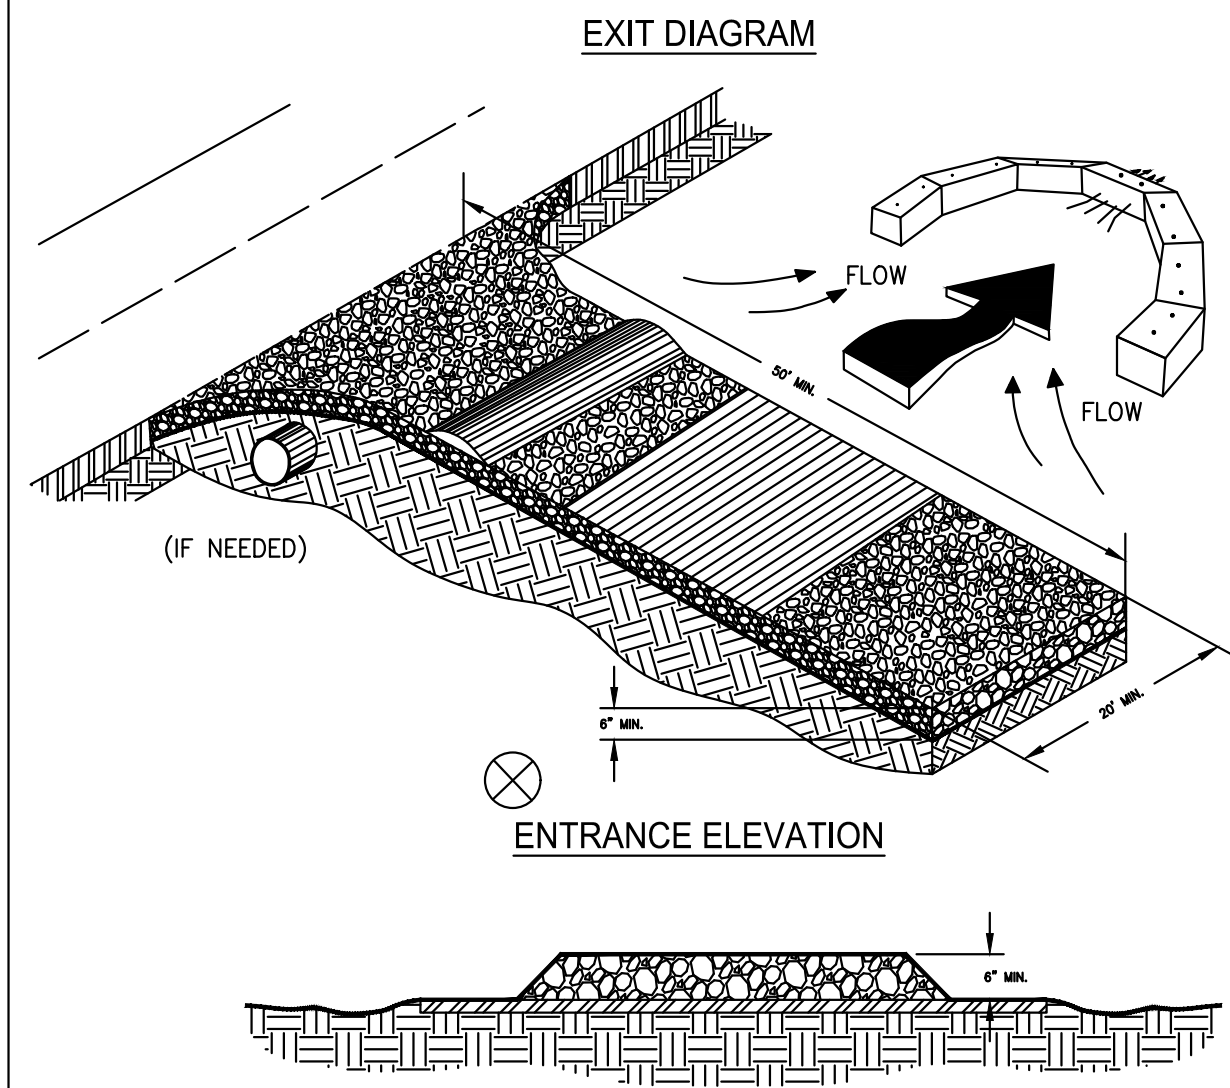 EXIT DIAGRAM
FLOW
50' MIN.
FLOW
(IF NEEDED)
6" MIN.
20' MIN.
ENTRANCE ELEVATION
6" MIN.